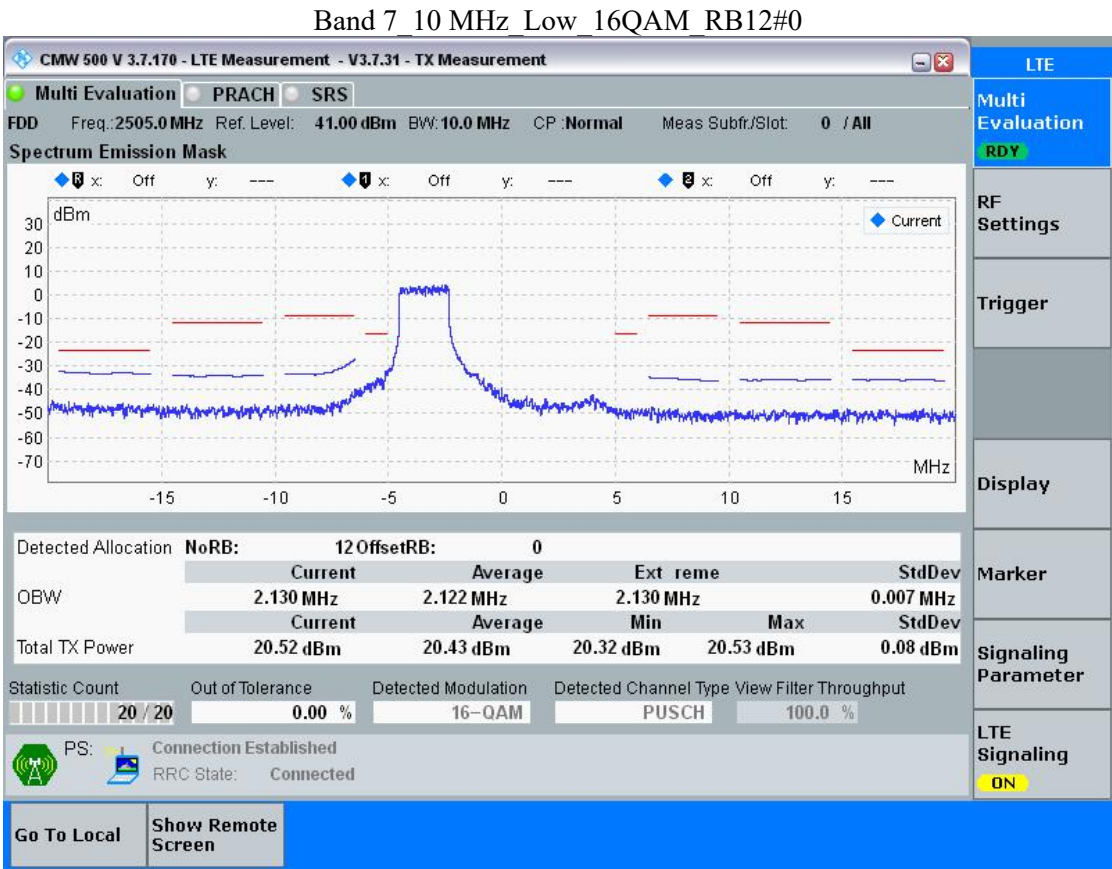 Band 7_10 MHz_Low_16QAM_RB12#0
CMW 500 V 3.7.170 - LTE Measurement - V3.7.31 - TX Measurement
LTE
Multi Evaluation PRACH SRS
Multi Evaluation
RDY
FDD Freq.:2505.0 MHz Ref. Level: 41.00 dBm BW:10.0 MHz CP :Normal Meas Subfr./Slot: 0 / All
Spectrum Emission Mask
R x: Off y: --- 1 x: Off y: --- 2 x: Off y: ---
dBm
Current
30
20
10
0
-10
-20
-30
-40
-50
-60
-70
MHz
-15 -10 -5 0 5 10 15
RF Settings
Trigger
Display
Marker
Signaling Parameter
LTE Signaling
ON
Detected Allocation NoRB: 12 OffsetRB: 0
Current Average Ext reme StdDev
OBW 2.130 MHz 2.122 MHz 2.130 MHz 0.007 MHz
Current Average Min Max StdDev
Total TX Power 20.52 dBm 20.43 dBm 20.32 dBm 20.53 dBm 0.08 dBm
Statistic Count Out of Tolerance Detected Modulation Detected Channel Type View Filter Throughput
20 / 20 0.00 % 16-QAM PUSCH 100.0 %
PS: Connection Established
RRC State: Connected
Go To Local Show Remote Screen